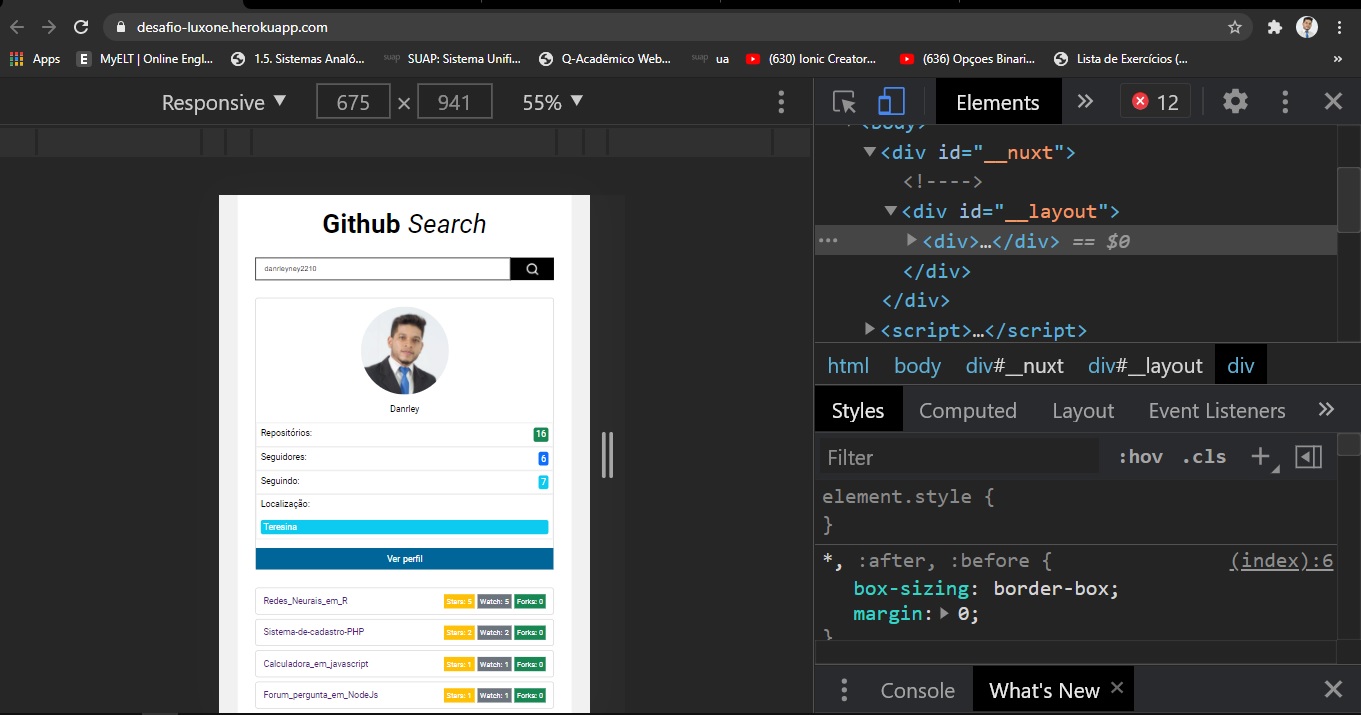 desafio-luxone.herokuapp.com
Apps E MyELT | Online Engl... 1.5. Sistemas Analó... suap SUAP: Sistema Unifi... Q-Acadêmico Web... suap ua (630) Ionic Creator... (636) Opçoes Binari... Lista de Exercícios (... »
Responsive 675 × 941 55%
Elements » 12
<body>
<div id="__nuxt">
<!---->
<div id="__layout">
<div>…</div> == $0
</div>
</div>
<script>…</script>
html body div#__nuxt div#__layout div
Styles Computed Layout Event Listeners »
Filter :hov .cls +
element.style {
}
*, :after, :before { (index):6
box-sizing: border-box;
margin: 0;
}
Console What's New
Github Search
danrleyney2210
Danrley
Repositórios: 16
Seguidores: 6
Seguindo: 7
Localização:
Teresina
Ver perfil
Redes_Neurais_em_R Stars: 5 Watch: 5 Forks: 0
Sistema-de-cadastro-PHP Stars: 2 Watch: 2 Forks: 0
Calculadora_em_javascript Stars: 1 Watch: 1 Forks: 0
Forum_pergunta_em_NodeJs Stars: 1 Watch: 1 Forks: 0